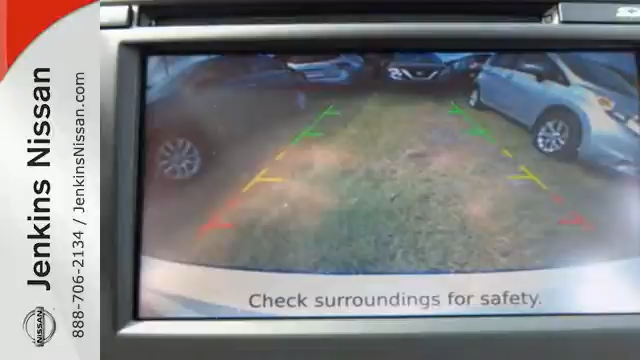 Jenkins Nissan
888-706-2134 / JenkinsNissan.com
NISSAN
Check surroundings for safety.